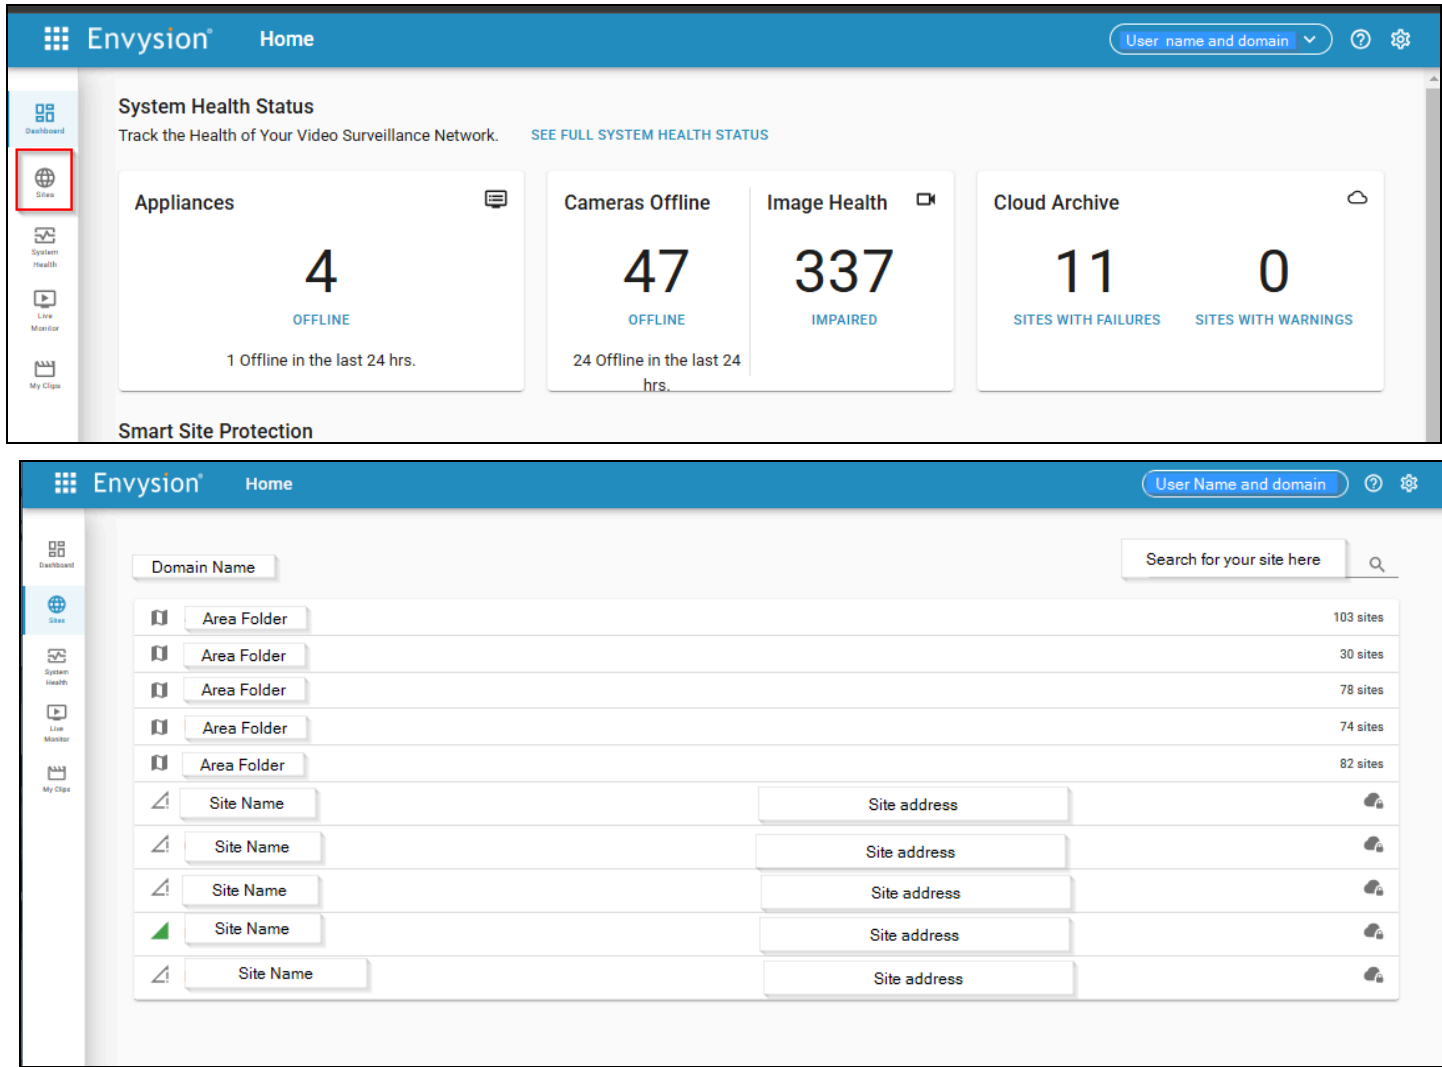 Envysion® Home User name and domain
Dashboard
Sites
System
Health
Live
Monitor
My Clips
System Health Status
Track the Health of Your Video Surveillance Network. SEE FULL SYSTEM HEALTH STATUS
Appliances
4
OFFLINE
1 Offline in the last 24 hrs.
Cameras Offline
47
OFFLINE
24 Offline in the last 24
hrs.
Image Health
337
IMPAIRED
Cloud Archive
11 0
SITES WITH FAILURES SITES WITH WARNINGS
Smart Site Protection
Envysion® Home User Name and domain
Dashboard
Sites
System
Health
Live
Monitor
My Clips
Domain Name Search for your site here
Area Folder 103 sites
Area Folder 30 sites
Area Folder 78 sites
Area Folder 74 sites
Area Folder 82 sites
Site Name Site address
Site Name Site address
Site Name Site address
Site Name Site address
Site Name Site address